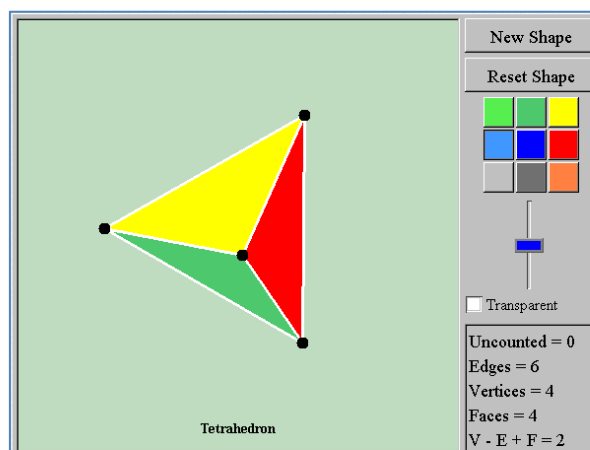 New Shape
Reset Shape
Transparent
Uncounted = 0
Edges = 6
Vertices = 4
Faces = 4
V - E + F = 2
Tetrahedron